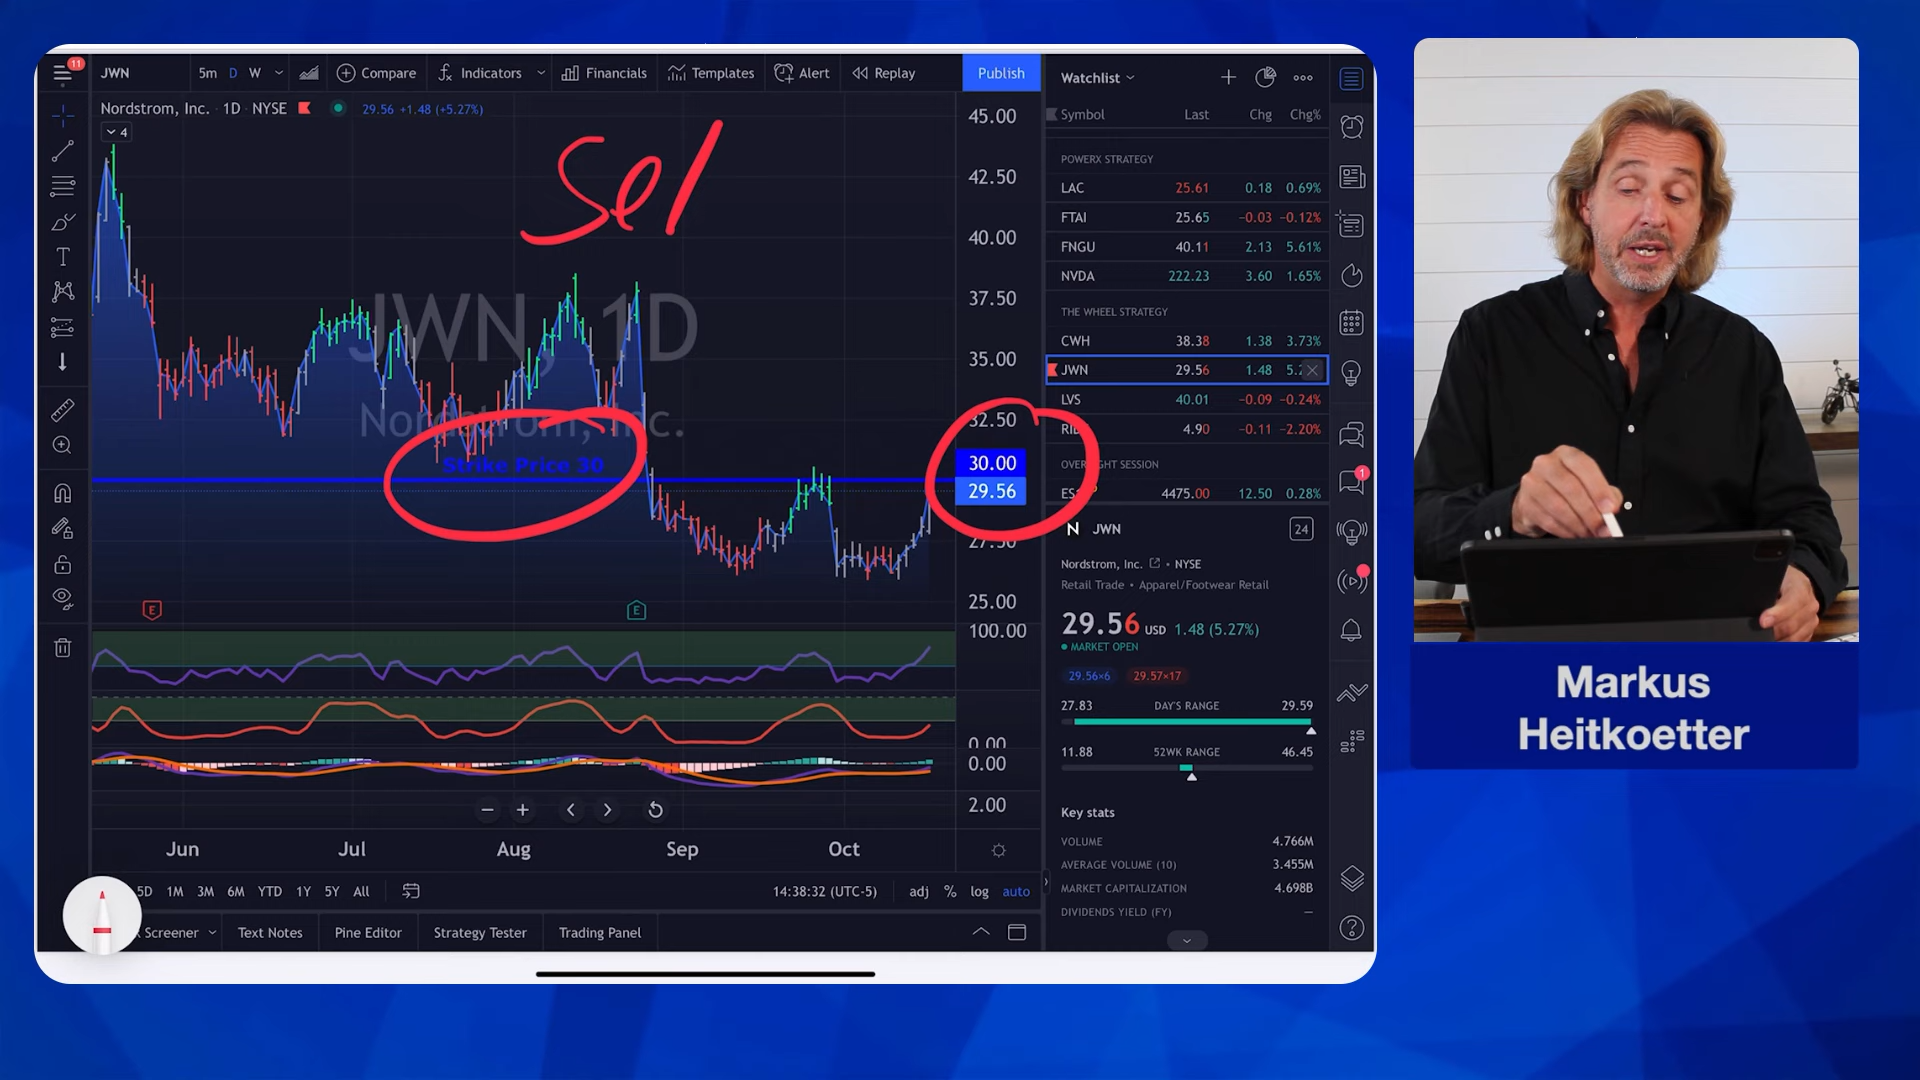 11
JWN
5m D W
Compare
Indicators
Financials
Templates
Alert
Replay
Publish
Nordstrom, Inc. · 1D · NYSE
29.56 +1.48 (+5.27%)
4
Sel
JWN, 1D
Nordstrom, Inc.
Strike Price 30
45.00
42.50
40.00
37.50
35.00
32.50
30.00
29.56
27.50
25.00
100.00
0.00
0.00
2.00
E
E
Jun Jul Aug Sep Oct
5D 1M 3M 6M YTD 1Y 5Y All
14:38:32 (UTC-5)
adj % log auto
Screener
Text Notes
Pine Editor
Strategy Tester
Trading Panel
Watchlist
Symbol Last Chg Chg%
POWERX STRATEGY
LAC 25.61 0.18 0.69%
FTAI 25.65 −0.03 −0.12%
FNGU 40.11 2.13 5.61%
NVDA 222.23 3.60 1.65%
THE WHEEL STRATEGY
CWH 38.38 1.38 3.73%
JWN 29.56 1.48
LVS 40.01 −0.09 −0.24%
4.90 −0.11 −2.20%
OVERNIGHT SESSION
4475.00 12.50 0.28%
N JWN
24
Nordstrom, Inc. • NYSE
Retail Trade • Apparel/Footwear Retail
29.56 USD 1.48 (5.27%)
MARKET OPEN
29.56×6 29.57×17
27.83 DAY'S RANGE 29.59
11.88 52WK RANGE 46.45
Key stats
VOLUME 4.766M
AVERAGE VOLUME (10) 3.455M
MARKET CAPITALIZATION 4.698B
DIVIDENDS YIELD (FY) —
1
Markus
Heitkoetter